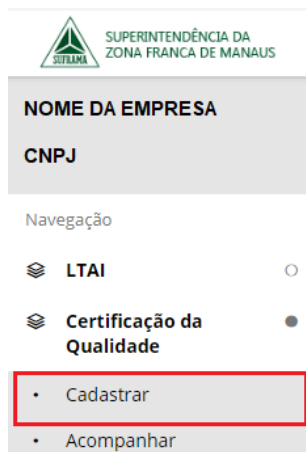 SUFRAMA
SUPERINTENDÊNCIA DA
ZONA FRANCA DE MANAUS
NOME DA EMPRESA
CNPJ
Navegação
LTAI
Certificação da
Qualidade
• Cadastrar
• Acompanhar